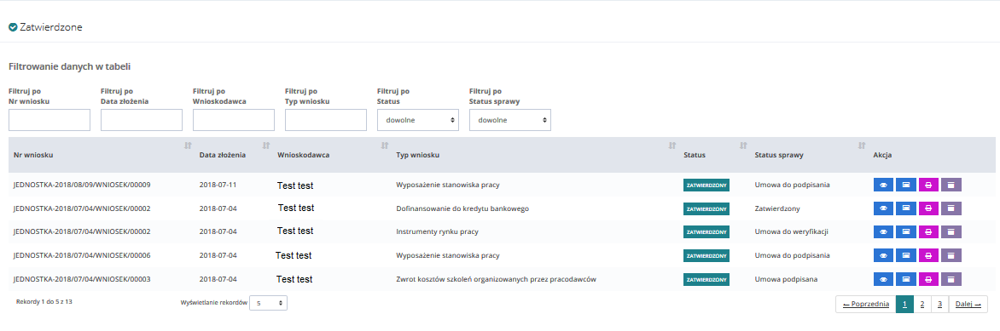 Zatwierdzone
Filtrowanie danych w tabeli
Filtruj po Nr wniosku
Filtruj po Data złożenia
Filtruj po Wnioskodawca
Filtruj po Typ wniosku
Filtruj po Status
Filtruj po Status sprawy
dowolne dowolne
Nr wniosku Data złożenia Wnioskodawca Typ wniosku Status Status sprawy Akcja
JEDNOSTKA-2018/08/09/WNIOSEK/00009 2018-07-11 Test test Wyposażenie stanowiska pracy ZATWIERDZONY Umowa do podpisania
JEDNOSTKA-2018/07/04/WNIOSEK/00002 2018-07-04 Test test Dofinansowanie do kredytu bankowego ZATWIERDZONY Zatwierdzony
JEDNOSTKA-2018/07/04/WNIOSEK/00002 2018-07-04 Test test Instrumenty rynku pracy ZATWIERDZONY Umowa do weryfikacji
JEDNOSTKA-2018/07/04/WNIOSEK/00006 2018-07-04 Test test Wyposażenie stanowiska pracy ZATWIERDZONY Umowa do podpisania
JEDNOSTKA-2018/07/04/WNIOSEK/00003 2018-07-04 Test test Zwrot kosztów szkoleń organizowanych przez pracodawców ZATWIERDZONY Umowa podpisana
Rekordy 1 do 5 z 13 Wyświetlanie rekordów 5 ← Poprzednia 1 2 3 Dalej →